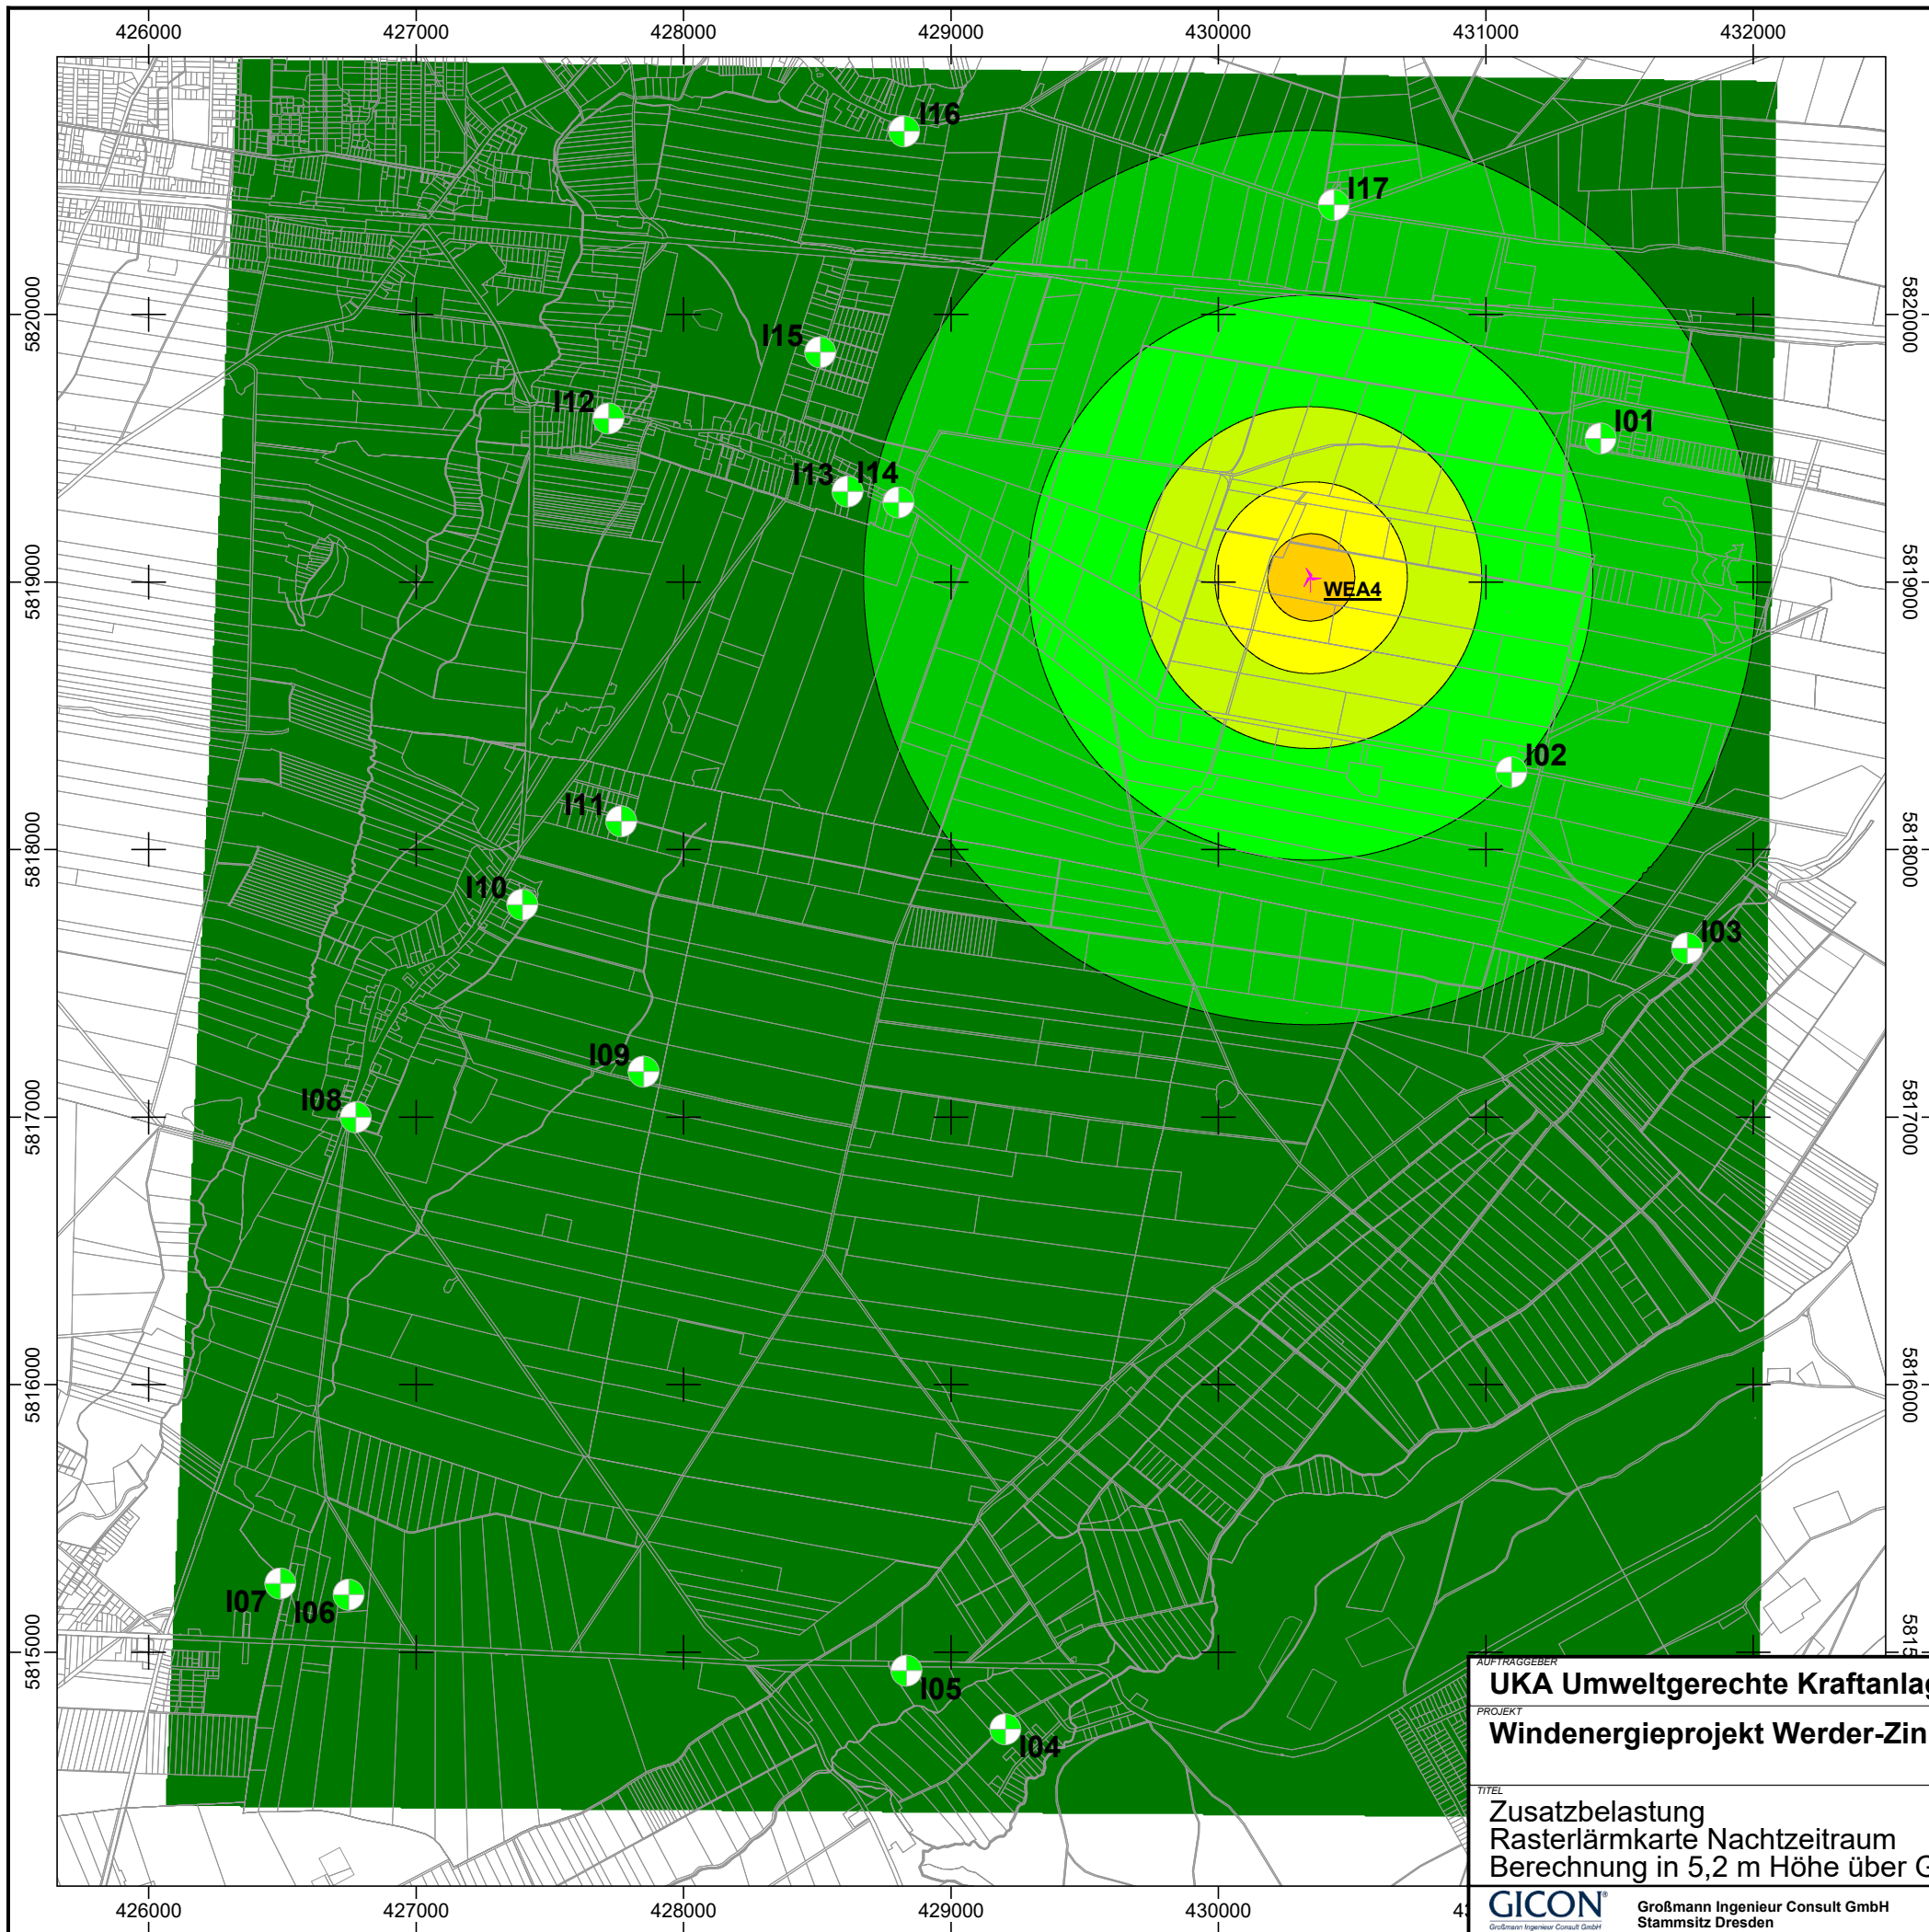 426000 427000 428000 429000 430000 431000 432000
I16
I17
5820000 5820000
I15
I12
I01
I13 I14
5819000 5819000
WEA4
I02
I11
5818000 5818000
I10
I03
I09
I08
5817000 5817000
5816000 5816000
I07 I06
5815000
I05
I04
AUFTRAGGEBER
UKA Umweltgerechte Kraftanlag
PROJEKT
Windenergieprojekt Werder-Zin
TITEL
Zusatzbelastung
Rasterlärmkarte Nachtzeitraum
Berechnung in 5,2 m Höhe über G
GICON®
Großmann Ingenieur Consult GmbH
Großmann Ingenieur Consult GmbH
Stammsitz Dresden
426000 427000 428000 429000 430000